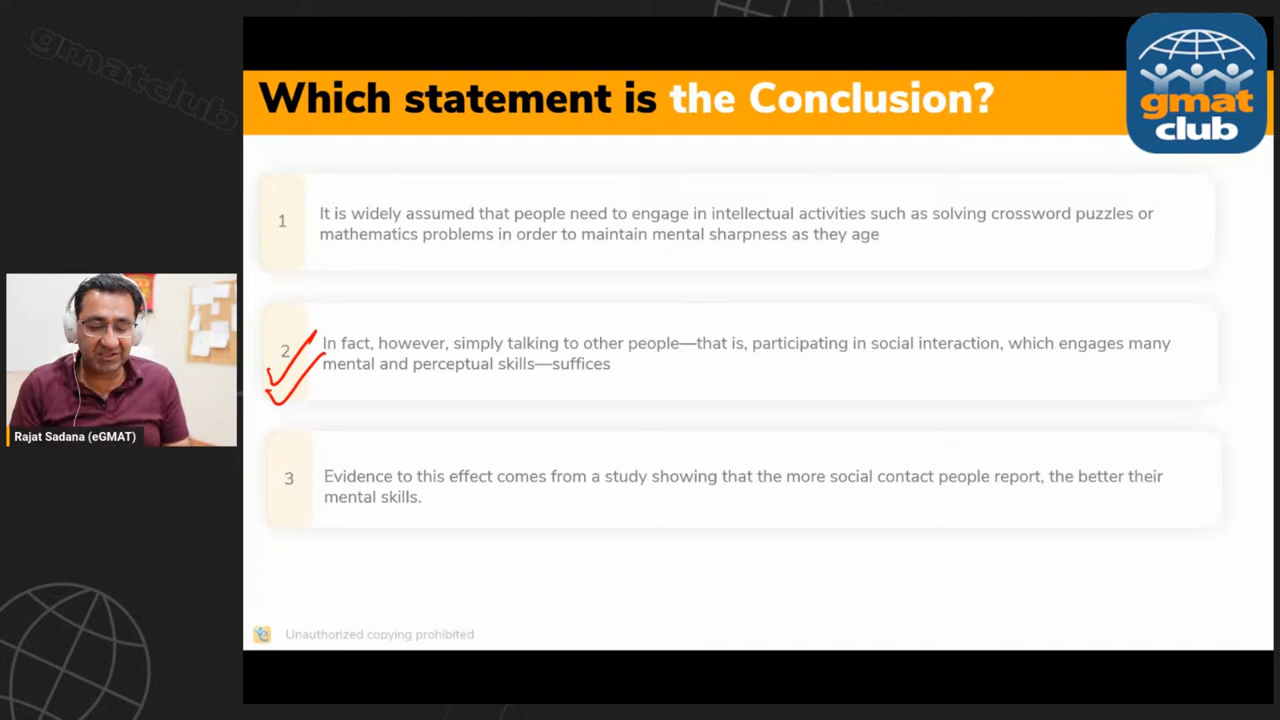 gmatclub
Which statement is the Conclusion?
gmat
club
1
It is widely assumed that people need to engage in intellectual activities such as solving crossword puzzles or
mathematics problems in order to maintain mental sharpness as they age
2
In fact, however, simply talking to other people—that is, participating in social interaction, which engages many
mental and perceptual skills—suffices
3
Evidence to this effect comes from a study showing that the more social contact people report, the better their
mental skills.
Rajat Sadana (eGMAT)
Unauthorized copying prohibited